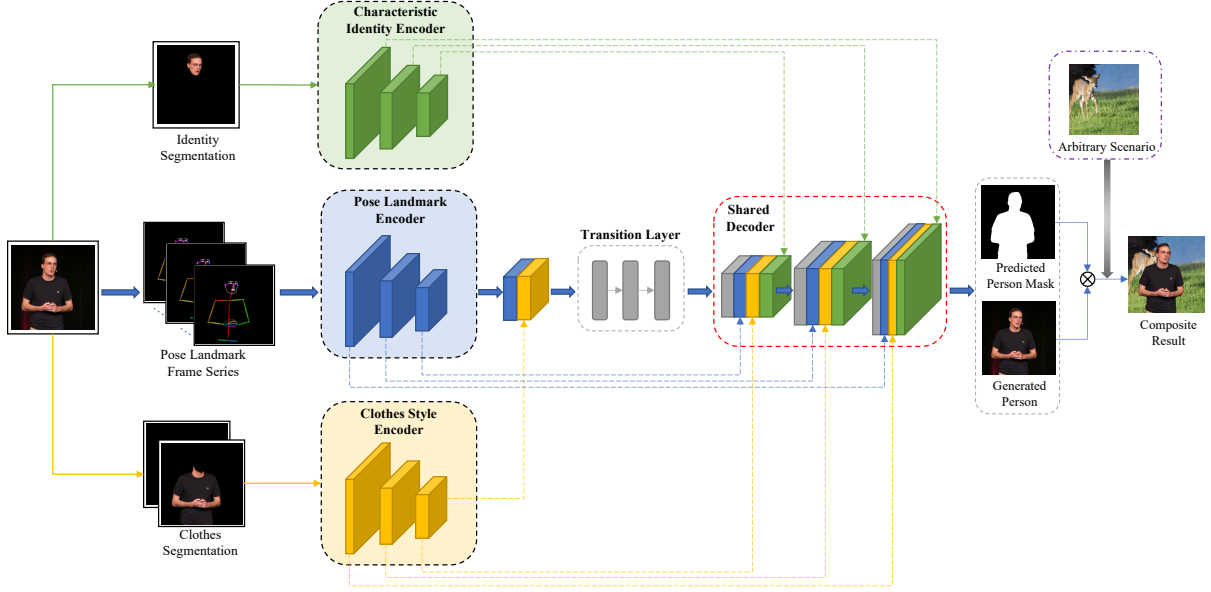 Characteristic
Identity Encoder
Identity
Segmentation
Arbitrary Scenario
Pose Landmark
Encoder
Transition Layer
Shared
Decoder
Predicted
Person Mask
Pose Landmark
Frame Series
Composite
Result
Generated
Person
Clothes Style
Encoder
Clothes
Segmentation